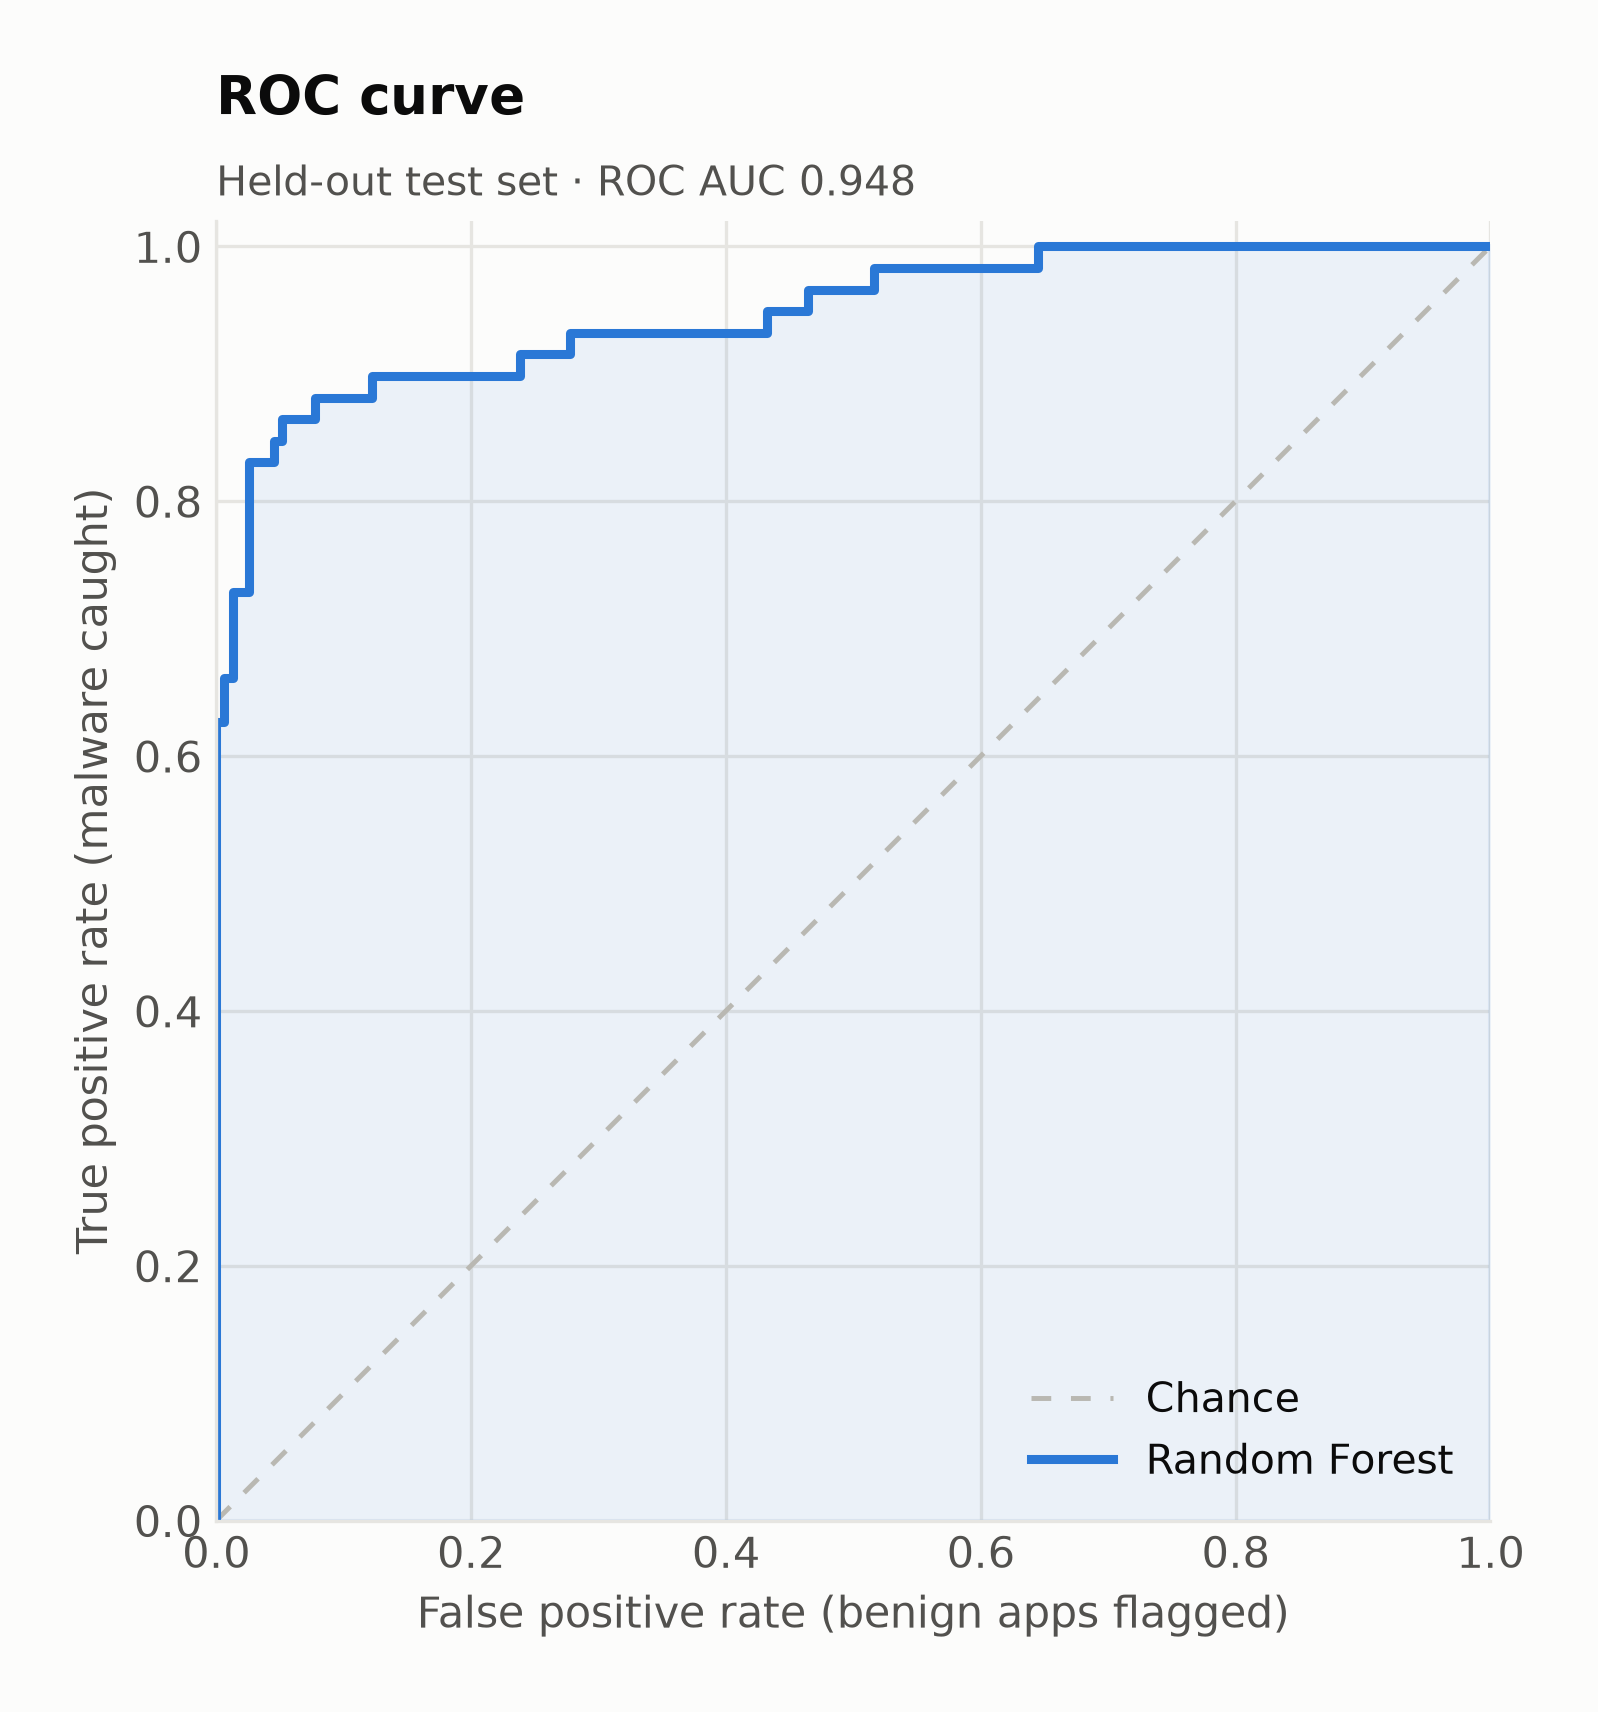 ROC curve
Held-out test set · ROC AUC 0.948
True positive rate (malware caught)
1.0
0.8
0.6
0.4
0.2
0.0
0.0 0.2 0.4 0.6 0.8 1.0
False positive rate (benign apps flagged)
Chance
Random Forest